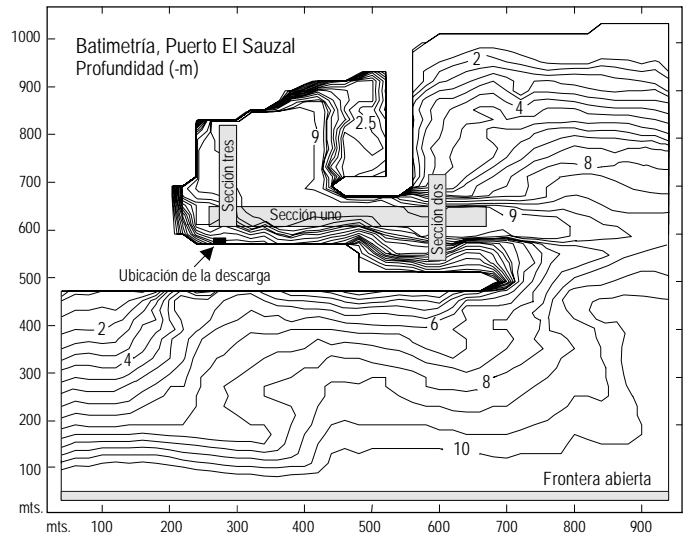 Batimetría, Puerto El Sauzal
Profundidad (-m)
1000
900
800
700
600
500
400
300
200
100
mts.
2
4
2.5
9
8
9
Sección tres
Sección uno
Sección dos
Ubicación de la descarga
2
4
6
8
10
Frontera abierta
mts. 100 200 300 400 500 600 700 800 900